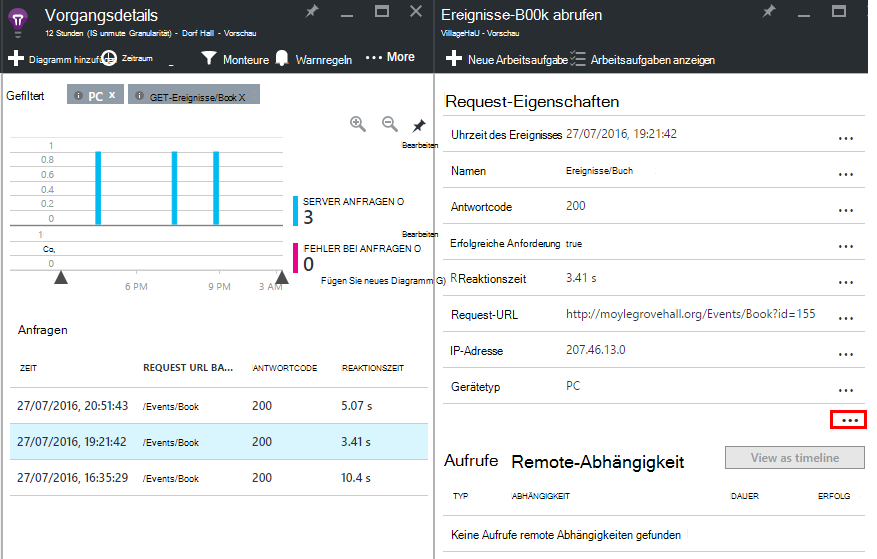 Vorgangsdetails
12 Stunden (IS unmute Granularität) - Dorf Hall - Vorschau
Diagramm hinzufüge Zeitraum Monteure Warnregeln ••• More
Gefiltert PC x GET-Ereignisse/Book X
Bearbeiten
1
0.8
0.6
0.4
0.2
0
SERVER ANFRAGEN O
3
Bearbeiten
1
Co,
0
FEHLER BEI ANFRAGEN O
0
6 PM 9 PM 3 AM
Fügen Sie neues Diagramm G)
Anfragen
ZEIT REQUEST URL BA... ANTWORTCODE REAKTIONSZEIT
27/07/2016, 20:51:43 /Events/Book 200 5.07 s
27/07/2016, 19:21:42 /Events/Book 200 3.41 s
27/07/2016, 16:35:29 /Events/Book 200 10.4 s
Ereignisse-B00k abrufen
VillageHaU - Vorschau
Neue Arbeitsaufgabe Arbeitsaufgaben anzeigen
Request-Eigenschaften
Uhrzeit des Ereignisses 27/07/2016, 19:21:42 ...
Namen Ereignisse/Buch ...
Antwortcode 200 ...
Erfolgreiche Anforderung true ...
RReaktionszeit 3.41 s ...
Request-URL http://moylegrovehall.org/Events/Book?id=155 ...
IP-Adresse 207.46.13.0 ...
Gerätetyp PC ...
...
Aufrufe Remote-Abhängigkeit View as timeline
TYP ABHÄNGIGKEIT DAUER ERFOLG
Keine Aufrufe remote Abhängigkeiten gefunden